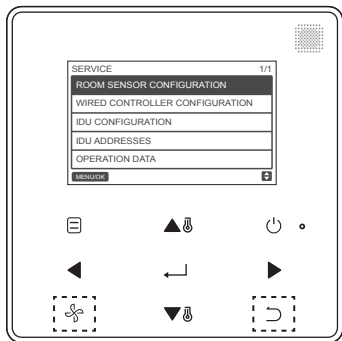 SERVICE 1/1
ROOM SENSOR CONFIGURATION
WIRED CONTROLLER CONFIGURATION
IDU CONFIGURATION
IDU ADDRESSES
OPERATION DATA
MENU/OK